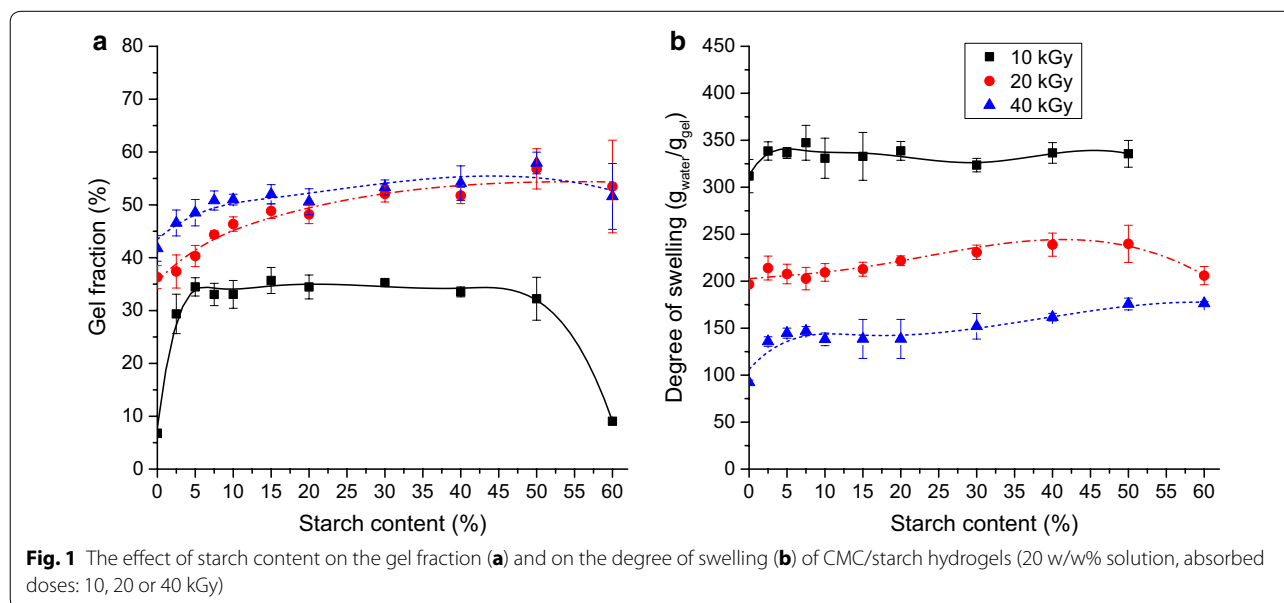 a
80
70
60
50
40
30
20
10
0
Gel fraction (%)
0 5 10 15 20 25 30 35 40 45 50 55 60
Starch content (%)
b
450
400
350
300
250
200
150
100
50
0
Degree of swelling (g_water/g_gel)
10 kGy
20 kGy
40 kGy
0 5 10 15 20 25 30 35 40 45 50 55 60
Starch content (%)
Fig. 1 The effect of starch content on the gel fraction (a) and on the degree of swelling (b) of CMC/starch hydrogels (20 w/w% solution, absorbed
doses: 10, 20 or 40 kGy)